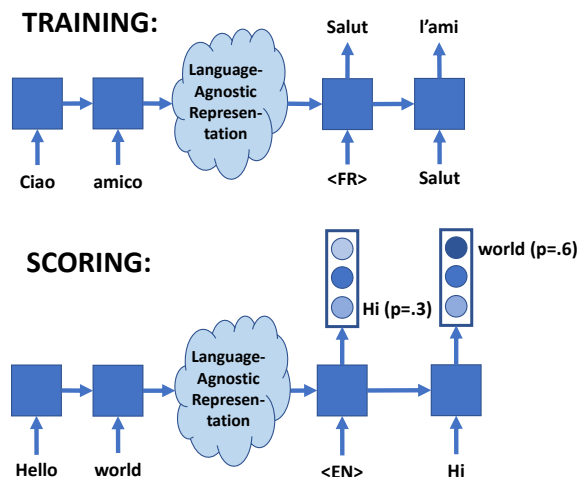 TRAINING:
Salut
l'ami
Language-
Agnostic
Represen-
tation
Ciao
amico
<FR>
Salut
SCORING:
world (p=.6)
Hi (p=.3)
Language-
Agnostic
Represen-
tation
Hello
world
<EN>
Hi